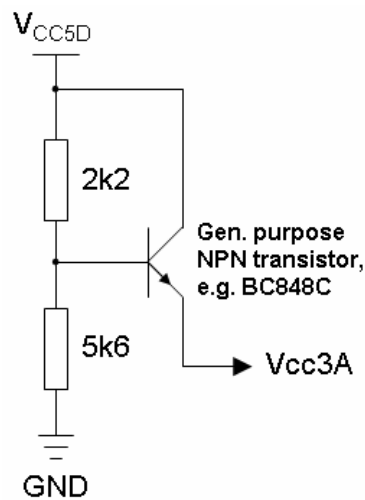 VCC5D
2k2
Gen. purpose
NPN transistor,
e.g. BC848C
5k6
Vcc3A
GND